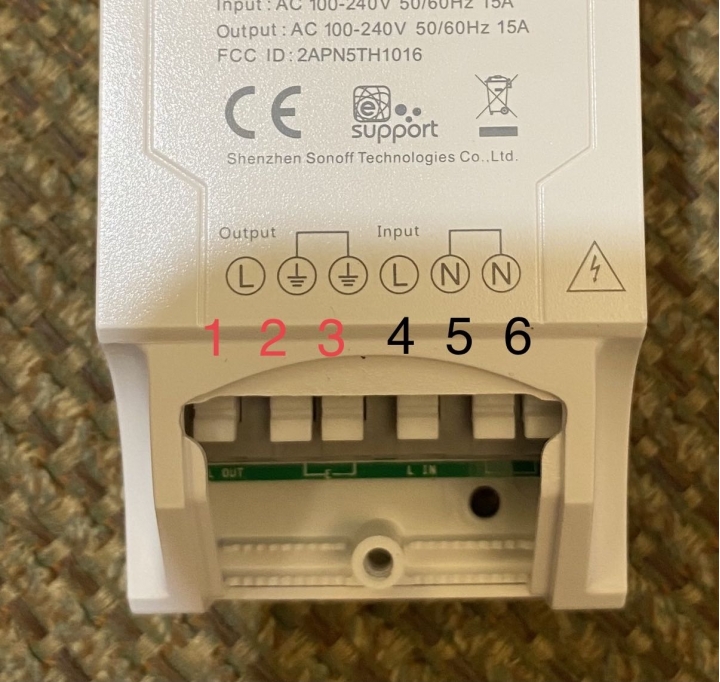 Input : AC 100-240V 50/60Hz 15A
Output : AC 100-240V 50/60Hz 15A
FCC ID : 2APN5TH1016
CE
e
support
Shenzhen Sonoff Technologies Co.,Ltd.
Output Input
L L N N
1 2 3 4 5 6
L OUT E L IN